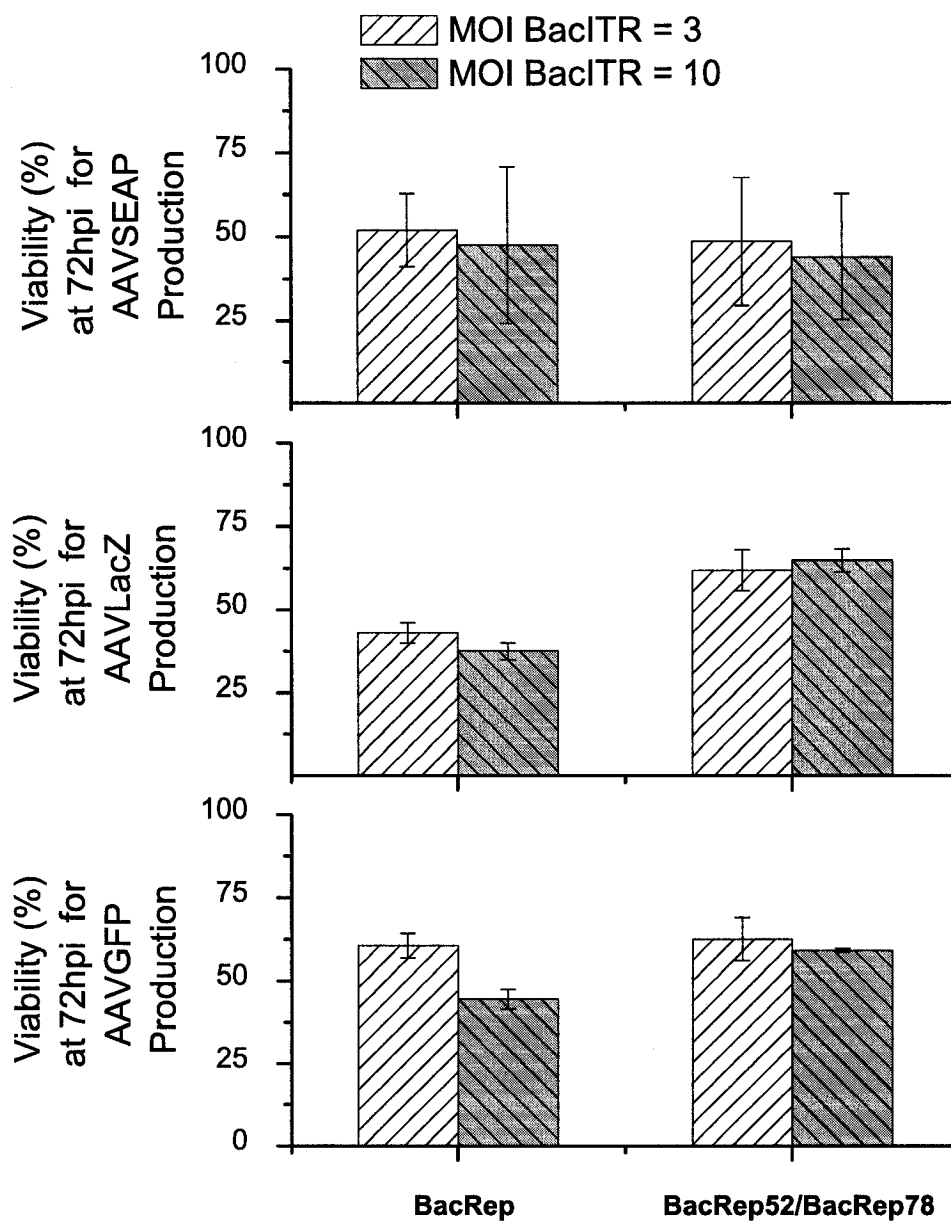 MOI BacITR = 3
MOI BacITR = 10
Viability (%)
at 72hpi for
AAVSEAP
Production
100
75
50
25
Viability (%)
at 72hpi for
AAVLacZ
Production
100
75
50
25
Viability (%)
at 72hpi for
AAVGFP
Production
100
75
50
25
0
BacRep
BacRep52/BacRep78